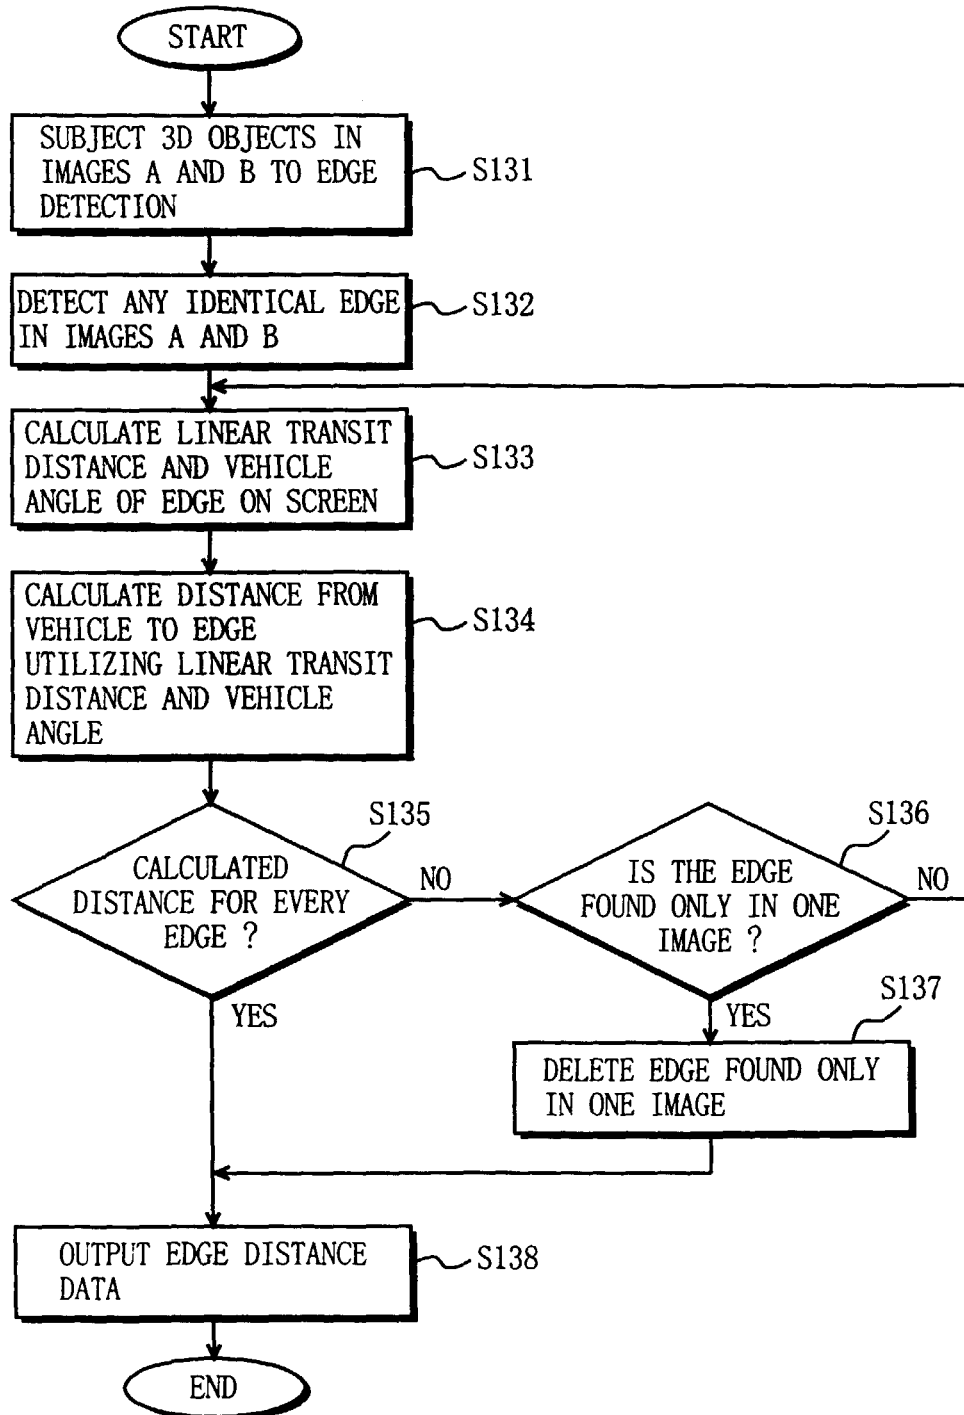 START
SUBJECT 3D OBJECTS IN
IMAGES A AND B TO EDGE
DETECTION
S131
DETECT ANY IDENTICAL EDGE
IN IMAGES A AND B
S132
CALCULATE LINEAR TRANSIT
DISTANCE AND VEHICLE
ANGLE OF EDGE ON SCREEN
S133
CALCULATE DISTANCE FROM
VEHICLE TO EDGE
UTILIZING LINEAR TRANSIT
DISTANCE AND VEHICLE
ANGLE
S134
S135
CALCULATED
DISTANCE FOR EVERY
EDGE ?
NO
YES
S136
IS THE EDGE
FOUND ONLY IN ONE
IMAGE ?
NO
YES
S137
DELETE EDGE FOUND ONLY
IN ONE IMAGE
OUTPUT EDGE DISTANCE
DATA
S138
END